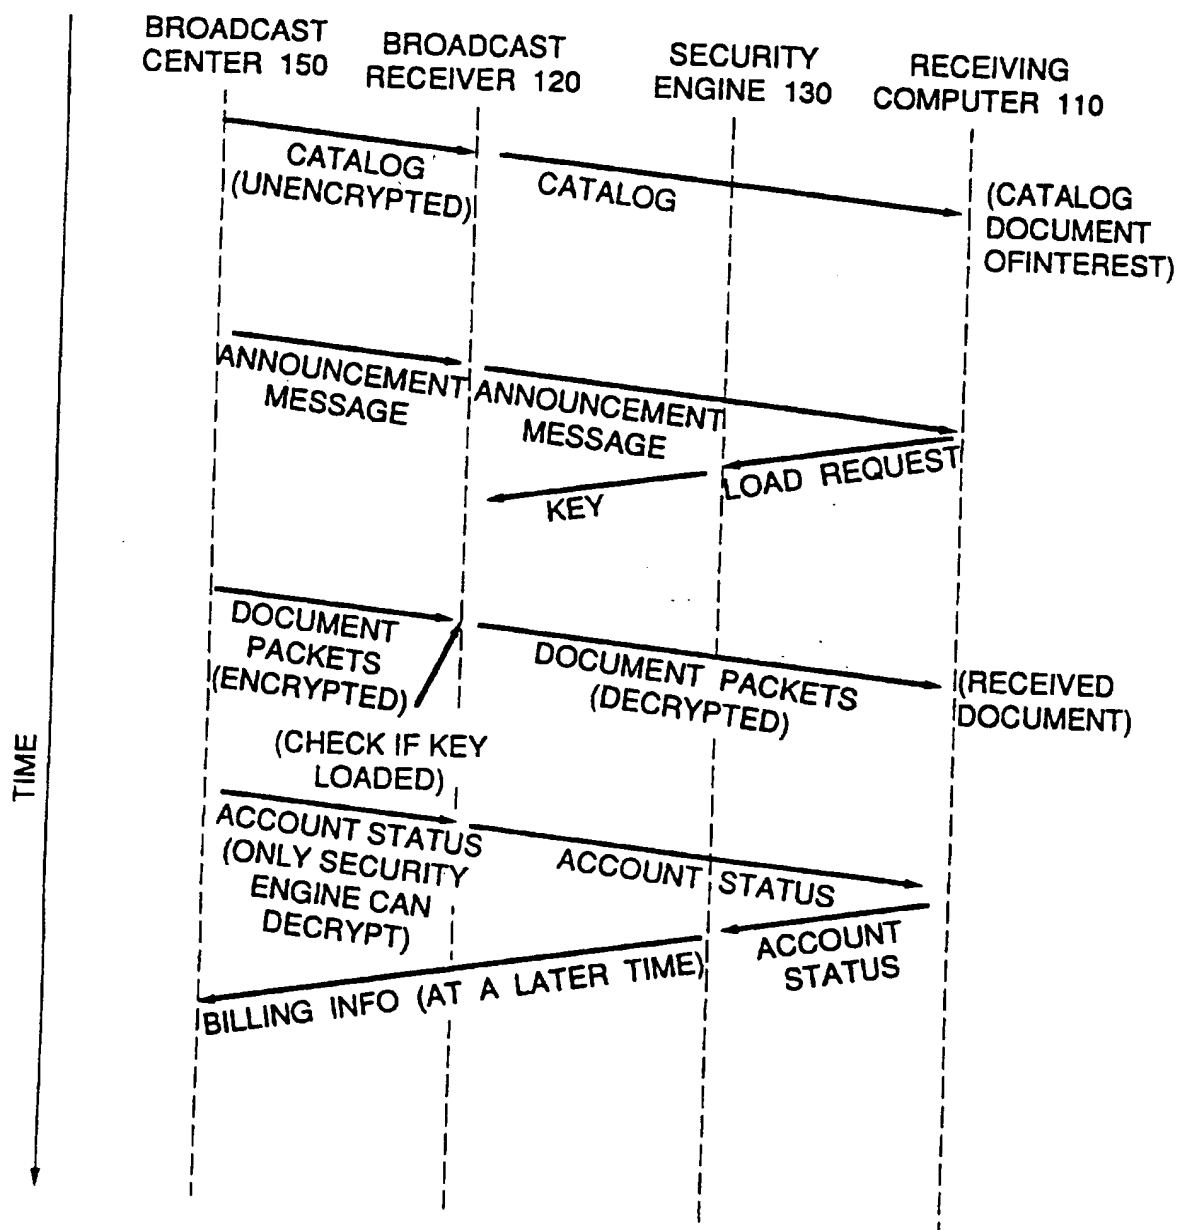 BROADCAST
CENTER 150
BROADCAST
RECEIVER 120
SECURITY
ENGINE 130
RECEIVING
COMPUTER 110
CATALOG
(UNENCRYPTED)
CATALOG
(CATALOG
DOCUMENT
OFINTEREST)
ANNOUNCEMENT
MESSAGE
ANNOUNCEMENT
MESSAGE
LOAD REQUEST
KEY
DOCUMENT
PACKETS
(ENCRYPTED)
DOCUMENT PACKETS
(DECRYPTED)
(RECEIVED
DOCUMENT)
(CHECK IF KEY
LOADED)
TIME
ACCOUNT STATUS
(ONLY SECURITY
ENGINE CAN
DECRYPT)
ACCOUNT STATUS
ACCOUNT
STATUS
BILLING INFO (AT A LATER TIME)